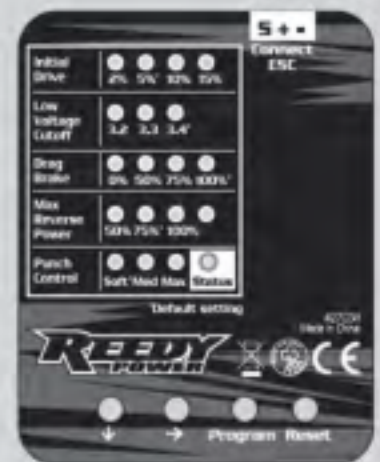 S + -
Connect
ESC
Initial
Drive
2% 5%* 10% 15%
Low
Voltage
Cutoff
3.2 3.3 3.4*
Drag
Brake
0% 50% 75% 100%*
Max
Reverse
Power
50% 75%* 100%
Punch
Control
Soft* Med Max
*Default setting
Made in China
REEDY
POWER
CE
↓ → Program Reset